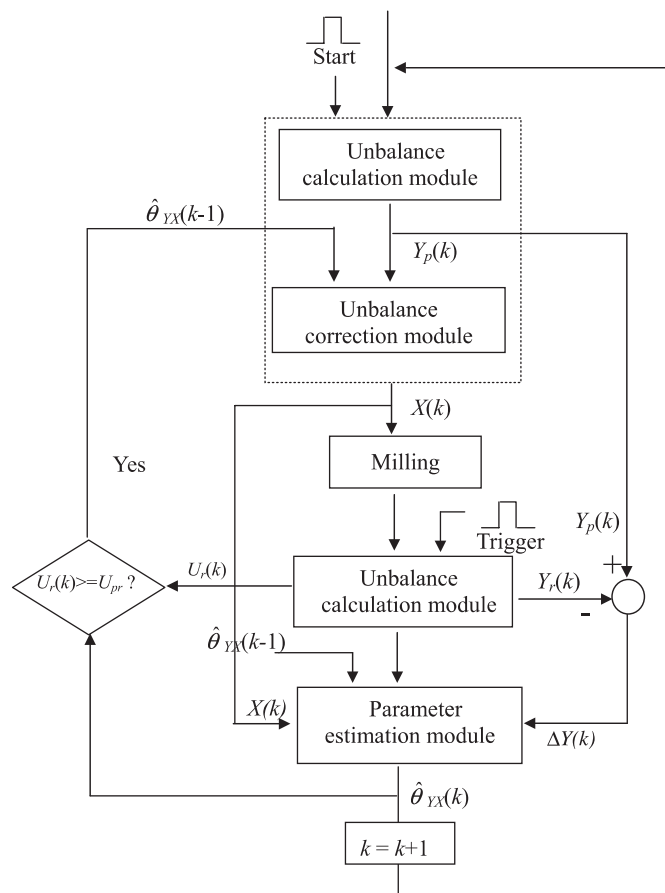 Start
Unbalance
calculation module
θ̂ YX(k-1)
Yp(k)
Unbalance
correction module
X(k)
Yes
Milling
Yp(k)
Trigger
+
Ur(k)>=Upr ?
Ur(k)
Unbalance
calculation module
Yr(k)
-
θ̂ YX(k-1)
X(k)
Parameter
estimation module
ΔY(k)
θ̂ YX(k)
k = k+1